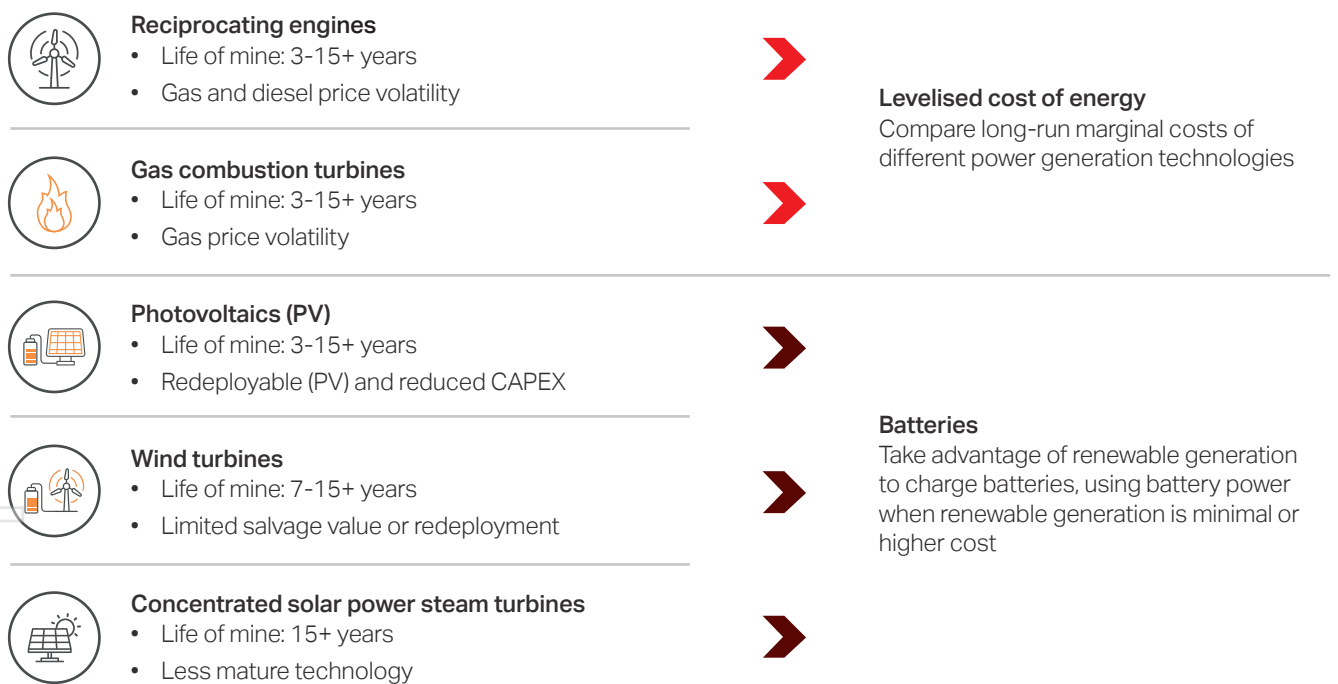 Reciprocating engines
• Life of mine: 3-15+ years
• Gas and diesel price volatility
Gas combustion turbines
• Life of mine: 3-15+ years
• Gas price volatility
Levelised cost of energy
Compare long-run marginal costs of
different power generation technologies
Photovoltaics (PV)
• Life of mine: 3-15+ years
• Redeployable (PV) and reduced CAPEX
Wind turbines
• Life of mine: 7-15+ years
• Limited salvage value or redeployment
Concentrated solar power steam turbines
• Life of mine: 15+ years
• Less mature technology
Batteries
Take advantage of renewable generation
to charge batteries, using battery power
when renewable generation is minimal or
higher cost